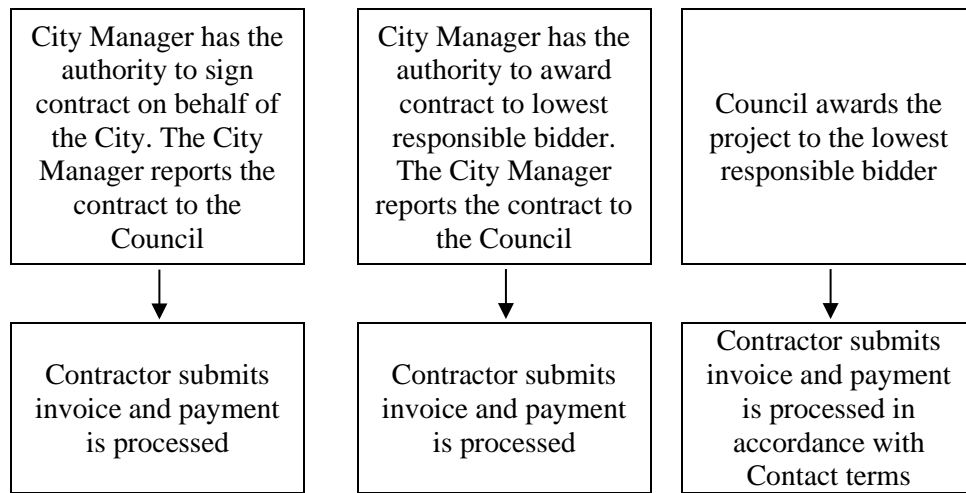 City Manager has the
authority to sign
contract on behalf of
the City. The City
Manager reports the
contract to the
Council
City Manager has the
authority to award
contract to lowest
responsible bidder.
The City Manager
reports the contract to
the Council
Council awards the
project to the lowest
responsible bidder
Contractor submits
invoice and payment
is processed
Contractor submits
invoice and payment
is processed
Contractor submits
invoice and payment
is processed in
accordance with
Contact terms